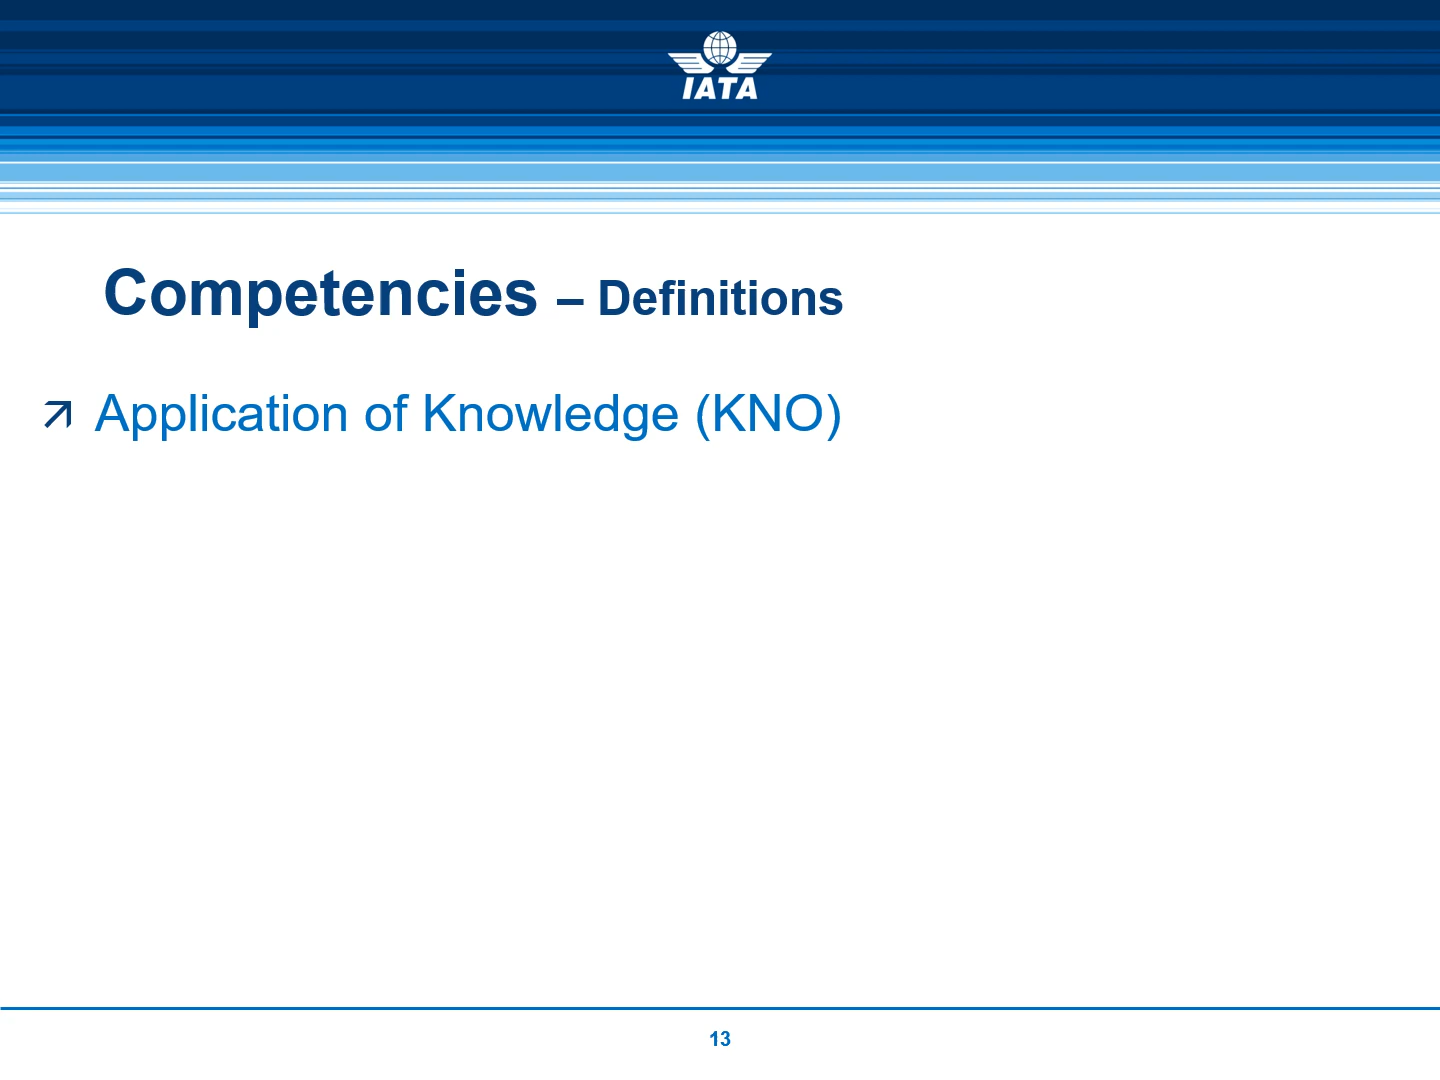 IATA
Competencies – Definitions
Application of Knowledge (KNO)
13